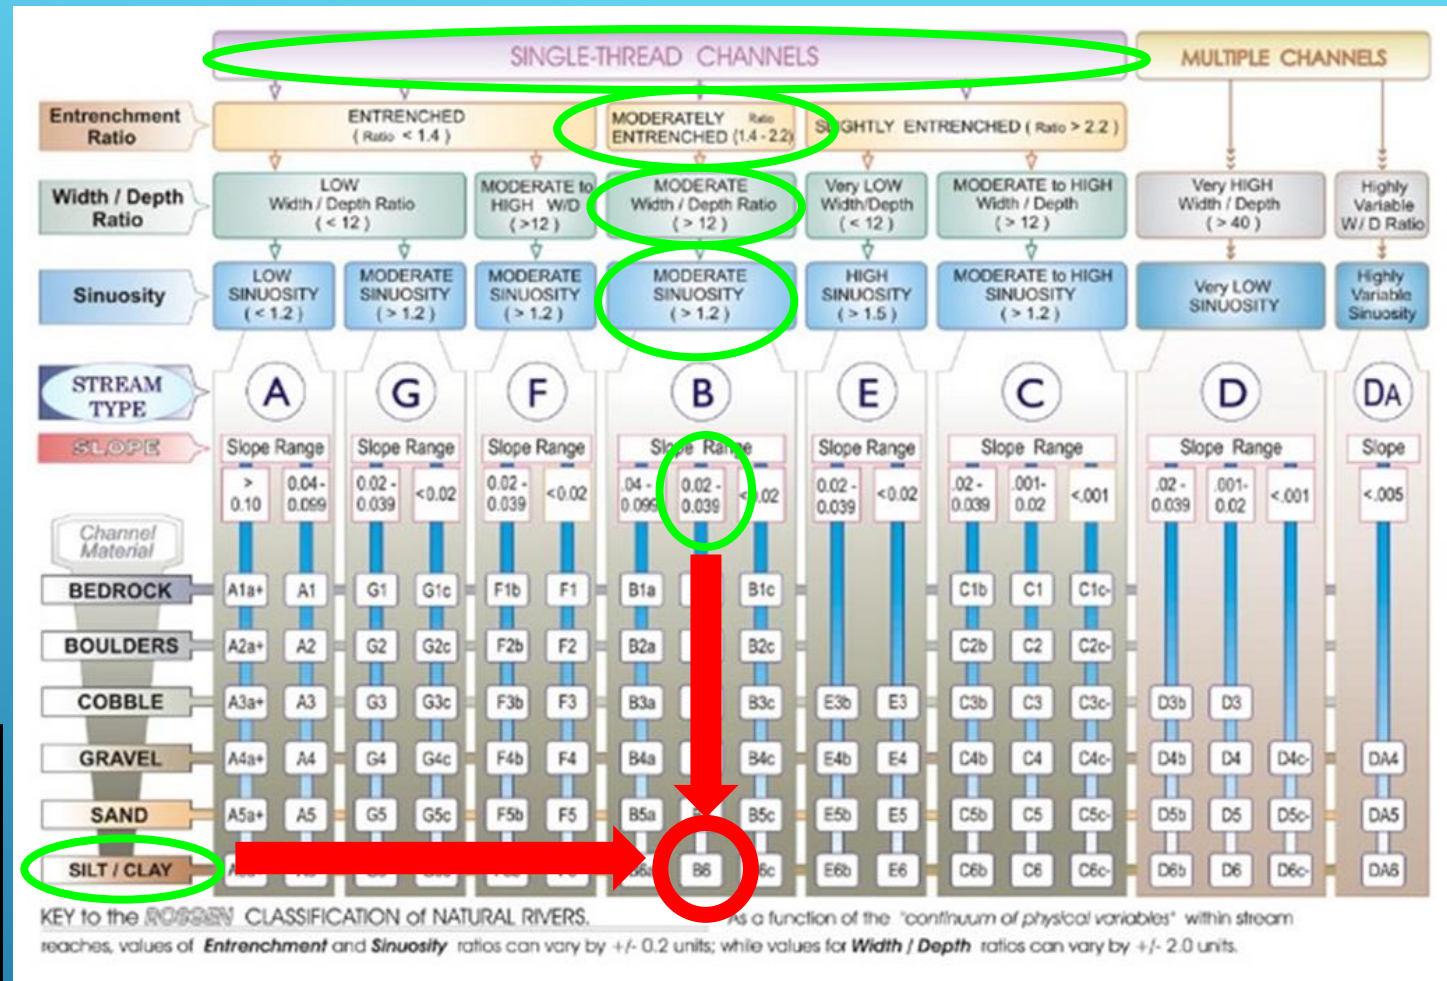 SINGLE-THREAD CHANNELS
MULTIPLE CHANNELS
Entrenchment
Ratio
ENTRENCHED
( Ratio < 1.4 )
MODERATELY Ratio
ENTRENCHED (1.4 - 2.2)
SLIGHTLY ENTRENCHED ( Ratio > 2.2 )
Width / Depth
Ratio
LOW
Width / Depth Ratio
( < 12 )
MODERATE to
HIGH W/D
( >12 )
MODERATE
Width / Depth Ratio
( > 12 )
Very LOW
Width/Depth
( < 12 )
MODERATE to HIGH
Width / Depth
( > 12 )
Very HIGH
Width / Depth
( > 40 )
Highly
Variable
W / D Ratio
Sinuosity
LOW
SINUOSITY
( < 1.2 )
MODERATE
SINUOSITY
( > 1.2 )
MODERATE
SINUOSITY
( > 1.2 )
MODERATE
SINUOSITY
( > 1.2 )
HIGH
SINUOSITY
( > 1.5 )
MODERATE to HIGH
SINUOSITY
( > 1.2 )
Very LOW
SINUOSITY
Highly
Variable
Sinuosity
STREAM
TYPE
A G F B E C D DA
SLOPE
Slope Range Slope Range Slope Range Slope Range Slope Range Slope Range Slope Range Slope
> 0.10
0.04-0.099
0.02 - 0.039
<0.02
0.02 - 0.039
<0.02
.04 - 0.099
0.02 - 0.039
<0.02
0.02 - 0.039
<0.02
.02 - 0.039
.001- 0.02
<.001
.02 - 0.039
.001- 0.02
<.001
<.005
Channel
Material
BEDROCK A1a+ A1 G1 G1c F1b F1 B1a B1c C1b C1 C1c-
BOULDERS A2a+ A2 G2 G2c F2b F2 B2a B2c C2b C2 C2c-
COBBLE A3a+ A3 G3 G3c F3b F3 B3a B3c E3b E3 C3b C3 C3c- D3b D3
GRAVEL A4a+ A4 G4 G4c F4b F4 B4a B4c E4b E4 C4b C4 C4c- D4b D4 D4c- DA4
SAND A5a+ A5 G5 G5c F5b F5 B5a B5c E5b E5 C5b C5 C5c- D5b D5 D5c- DA5
SILT / CLAY B6 E6b E6 C6b C6 C6c- D6b D6 D6c- DA6
KEY to the ROSGEN CLASSIFICATION of NATURAL RIVERS. As a function of the "continuum of physical variables" within stream
reaches, values of Entrenchment and Sinuosity ratios can vary by +/- 0.2 units; while values for Width / Depth ratios can vary by +/- 2.0 units.